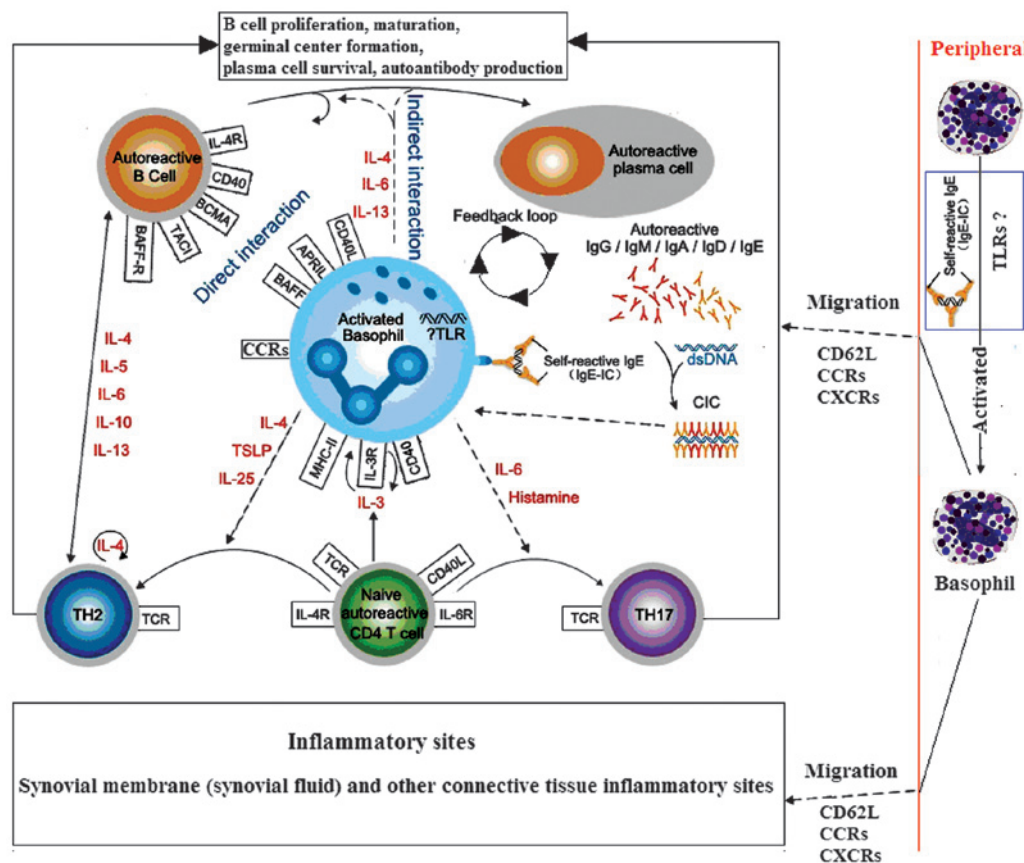 B cell proliferation, maturation,
germinal center formation,
plasma cell survival, autoantibody production
Peripheral
Autoreactive
B Cell
IL-4R
CD40
BCMA
TACI
BAFF-R
Direct interaction
Indirect interaction
IL-4
IL-6
IL-13
Autoreactive
plasma cell
Feedback loop
Autoreactive
IgG / IgM / IgA / IgD / IgE
Self-reactive IgE
(IgE-IC)
TLRs ?
CD40L
APRIL
BAFF
CCRs
Activated
Basophil
?TLR
Self-reactive IgE
(IgE-IC)
dsDNA
CIC
Migration
CD62L
CCRs
CXCRs
Activated
Basophil
IL-4
IL-5
IL-6
IL-10
IL-13
IL-4
TSLP
IL-25
MHC-II
IL-3R
CD40
IL-3
IL-6
Histamine
IL-4
TH2
TCR
TCR
CD40L
IL-4R
Naive
autoreactive
CD4 T cell
IL-6R
TCR
TH17
Inflammatory sites
Synovial membrane (synovial fluid) and other connective tissue inflammatory sites
Migration
CD62L
CCRs
CXCRs